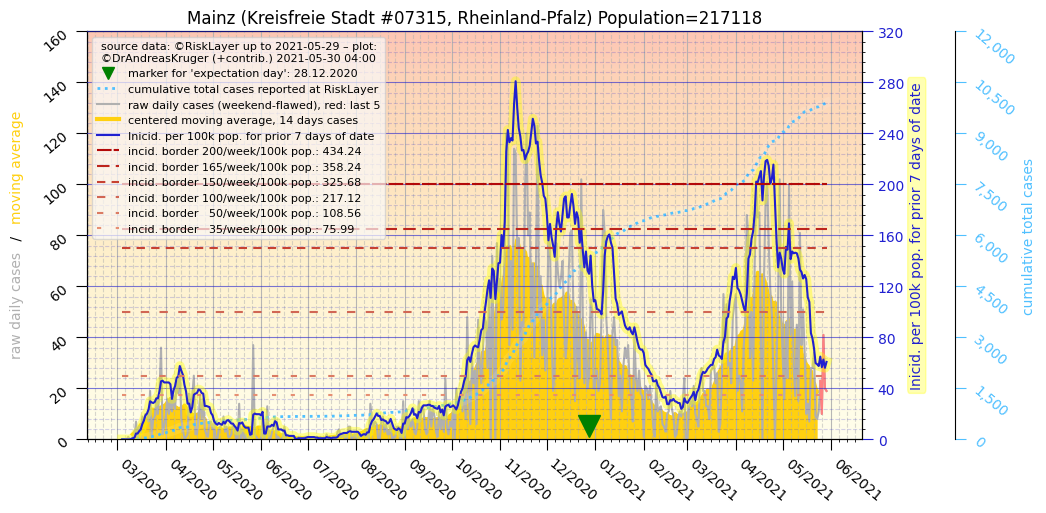 Mainz (Kreisfreie Stadt #07315, Rheinland-Pfalz) Population=217118
source data: ©RiskLayer up to 2021-05-29 – plot:
©DrAndreasKruger (+contrib.) 2021-05-30 04:00
marker for 'expectation day': 28.12.2020
cumulative total cases reported at RiskLayer
raw daily cases (weekend-flawed), red: last 5
centered moving average, 14 days cases
Inicid. per 100k pop. for prior 7 days of date
incid. border 200/week/100k pop.: 434.24
incid. border 165/week/100k pop.: 358.24
incid. border 150/week/100k pop.: 325.68
incid. border 100/week/100k pop.: 217.12
incid. border   50/week/100k pop.: 108.56
incid. border   35/week/100k pop.: 75.99
raw daily cases   /   moving average
160
140
120
100
80
60
40
20
0
320
280
240
200
160
120
80
40
0
Inicid. per 100k pop. for prior 7 days of date
12,000
10,500
9,000
7,500
6,000
4,500
3,000
1,500
0
cumulative total cases
03/2020
04/2020
05/2020
06/2020
07/2020
08/2020
09/2020
10/2020
11/2020
12/2020
01/2021
02/2021
03/2021
04/2021
05/2021
06/2021